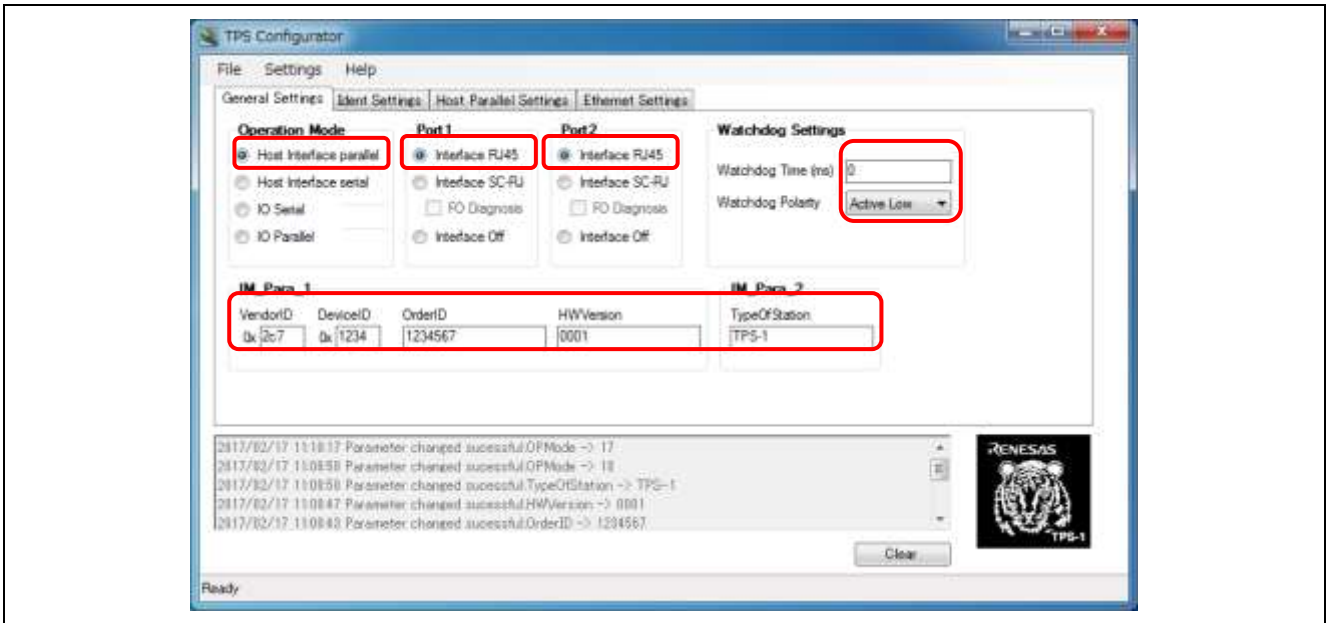 TPS Configurator
File Settings Help
General Settings Ident Settings Host Parallel Settings Ethernet Settings
Operation Mode Port1 Port2 Watchdog Settings
Host Interface parallel Interface RJ45 Interface RJ45
Watchdog Time (ms) 0
Host Interface serial Interface SC-RJ Interface SC-RJ
IO Serial FO Diagnosis FO Diagnosis Watchdog Polarity Active Low
IO Parallel Interface Off Interface Off
IM_Para_1 IM_Para_2
VendorID DeviceID OrderID HWVersion TypeOfStation
0x 2c7 0x 1234 1234567 0001 TPS-1
2017/02/17 11:10:17 Parameter changed sucessful:OPMode -> 17
2017/02/17 11:08:58 Parameter changed sucessful:OPMode -> 18
2017/02/17 11:08:50 Parameter changed sucessful:TypeOfStation -> TPS-1
2017/02/17 11:08:47 Parameter changed sucessful:HWVersion -> 0001
2017/02/17 11:08:43 Parameter changed sucessful:OrderID -> 1234567
RENESAS
TPS-1
Clear
Ready